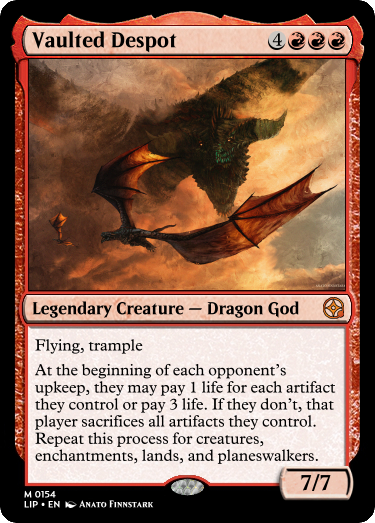 Vaulted Despot 4
Legendary Creature — Dragon God
Flying, trample
At the beginning of each opponent's
upkeep, they may pay 1 life for each artifact
they control or pay 3 life. If they don't, that
player sacrifices all artifacts they control.
Repeat this process for creatures,
enchantments, lands, and planeswalkers.
7/7
M 0154
LIP • EN Anato Finnstark